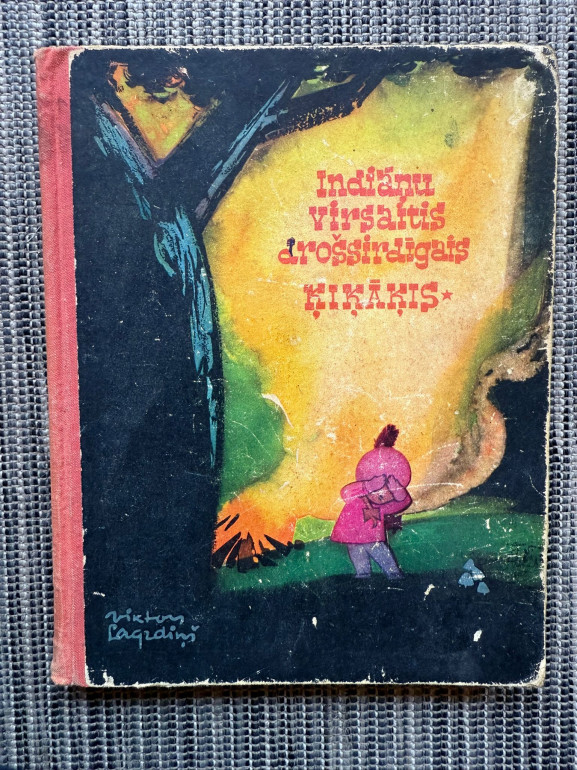 Indiāņu
virsaitis
drošsirdīgais
ĶIĶĀĶIS*
Viktors
Lagzdiņš